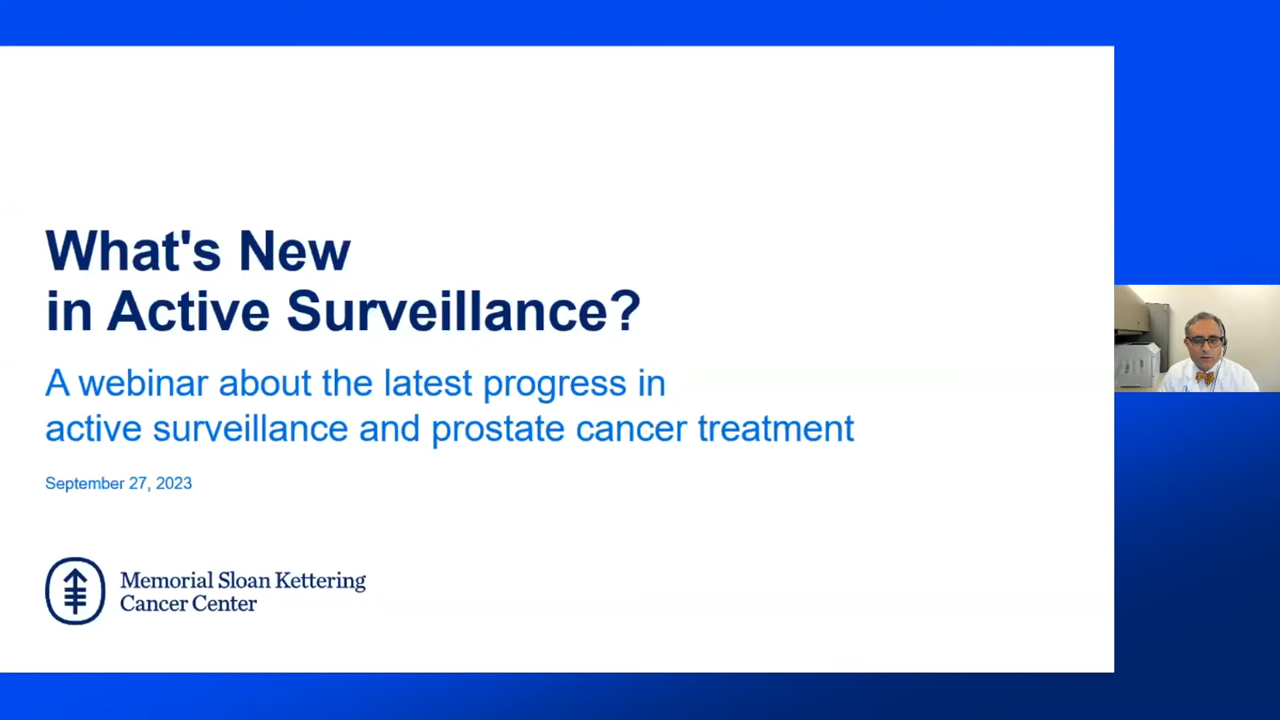 What's New
in Active Surveillance?
A webinar about the latest progress in
active surveillance and prostate cancer treatment
September 27, 2023
Memorial Sloan Kettering
Cancer Center